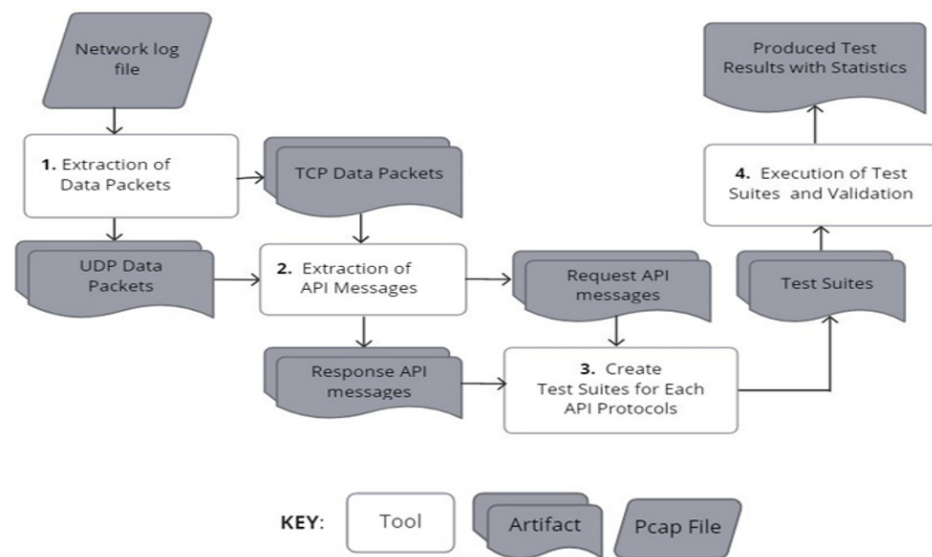 Network log
file
Produced Test
Results with Statistics
1. Extraction of
Data Packets
TCP Data Packets
4. Execution of Test
Suites and Validation
UDP Data
Packets
2. Extraction of
API Messages
Request API
messages
Test Suites
Response API
messages
3. Create
Test Suites for Each
API Protocols
KEY:
Tool
Artifact
Pcap File